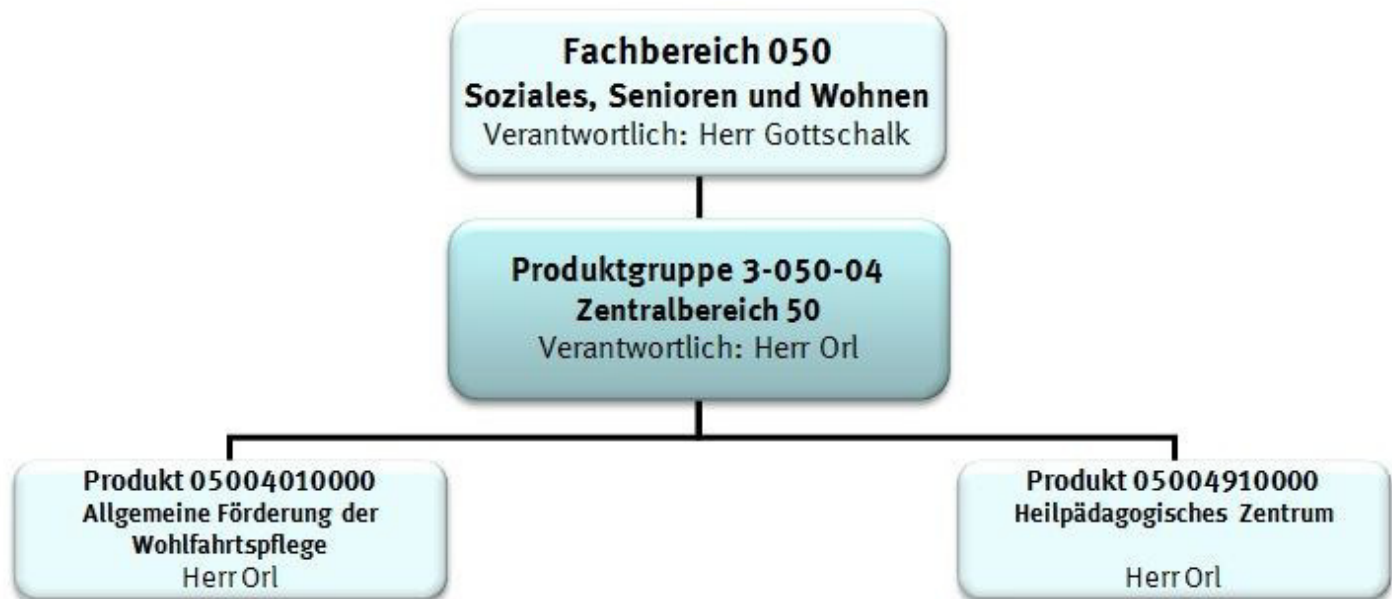 Fachbereich 050
Soziales, Senioren und Wohnen
Verantwortlich: Herr Gottschalk
Produktgruppe 3-050-04
Zentralbereich 50
Verantwortlich: Herr Orl
Produkt 05004010000
Allgemeine Förderung der
Wohlfahrtspflege
Herr Orl
Produkt 05004910000
Heilpädagogisches Zentrum
Herr Orl